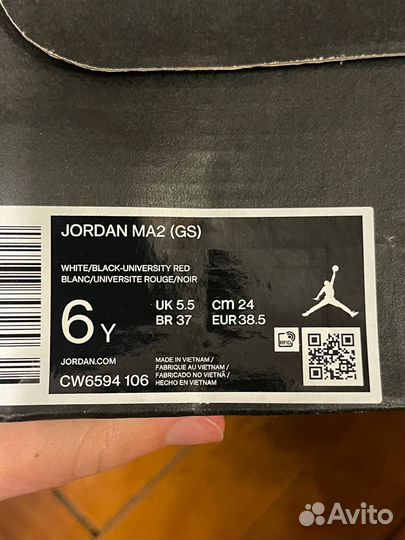 JORDAN MA2 (GS)
WHITE/BLACK-UNIVERSITY RED
BLANC/UNIVERSITE ROUGE/NOIR
6 Y
UK 5.5 cm 24
BR 37 EUR 38.5
RFID
JORDAN.COM
CW6594 106
MADE IN VIETNAM /
FABRIQUE AU VIETNAM /
FABRICADO NO VIETNÃ /
HECHO EN VIETNAM
Avito